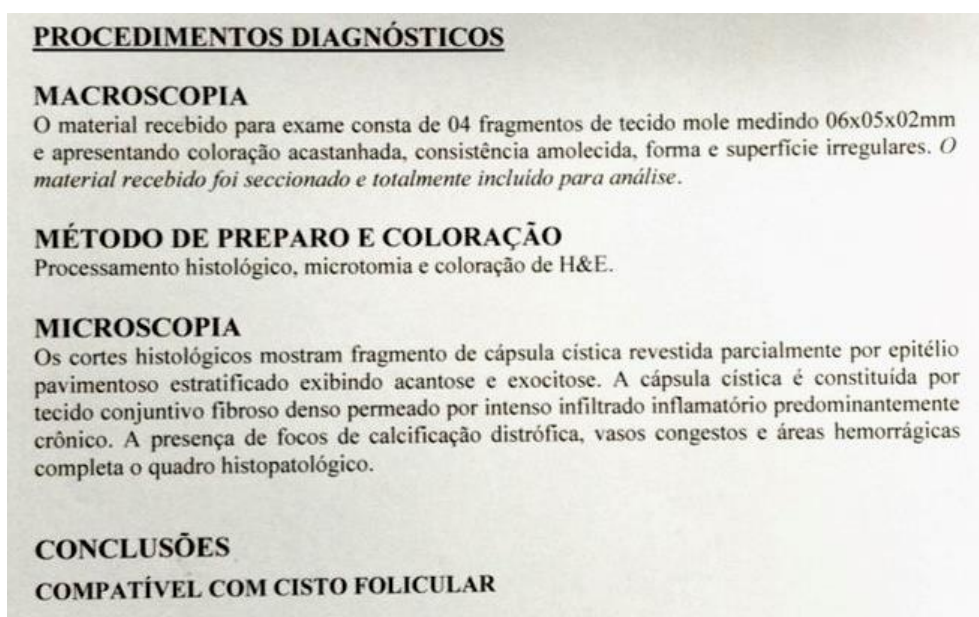 PROCEDIMENTOS DIAGNÓSTICOS
MACROSCOPIA
O material recebido para exame consta de 04 fragmentos de tecido mole medindo 06x05x02mm
e apresentando coloração acastanhada, consistência amolecida, forma e superfície irregulares. O
material recebido foi seccionado e totalmente incluído para análise.
MÉTODO DE PREPARO E COLORAÇÃO
Processamento histológico, microtomia e coloração de H&E.
MICROSCOPIA
Os cortes histológicos mostram fragmento de cápsula cística revestida parcialmente por epitélio
pavimentoso estratificado exibindo acantose e exocitose. A cápsula cística é constituída por
tecido conjuntivo fibroso denso permeado por intenso infiltrado inflamatório predominantemente
crônico. A presença de focos de calcificação distrófica, vasos congestos e áreas hemorrágicas
completa o quadro histopatológico.
CONCLUSÕES
COMPATÍVEL COM CISTO FOLICULAR